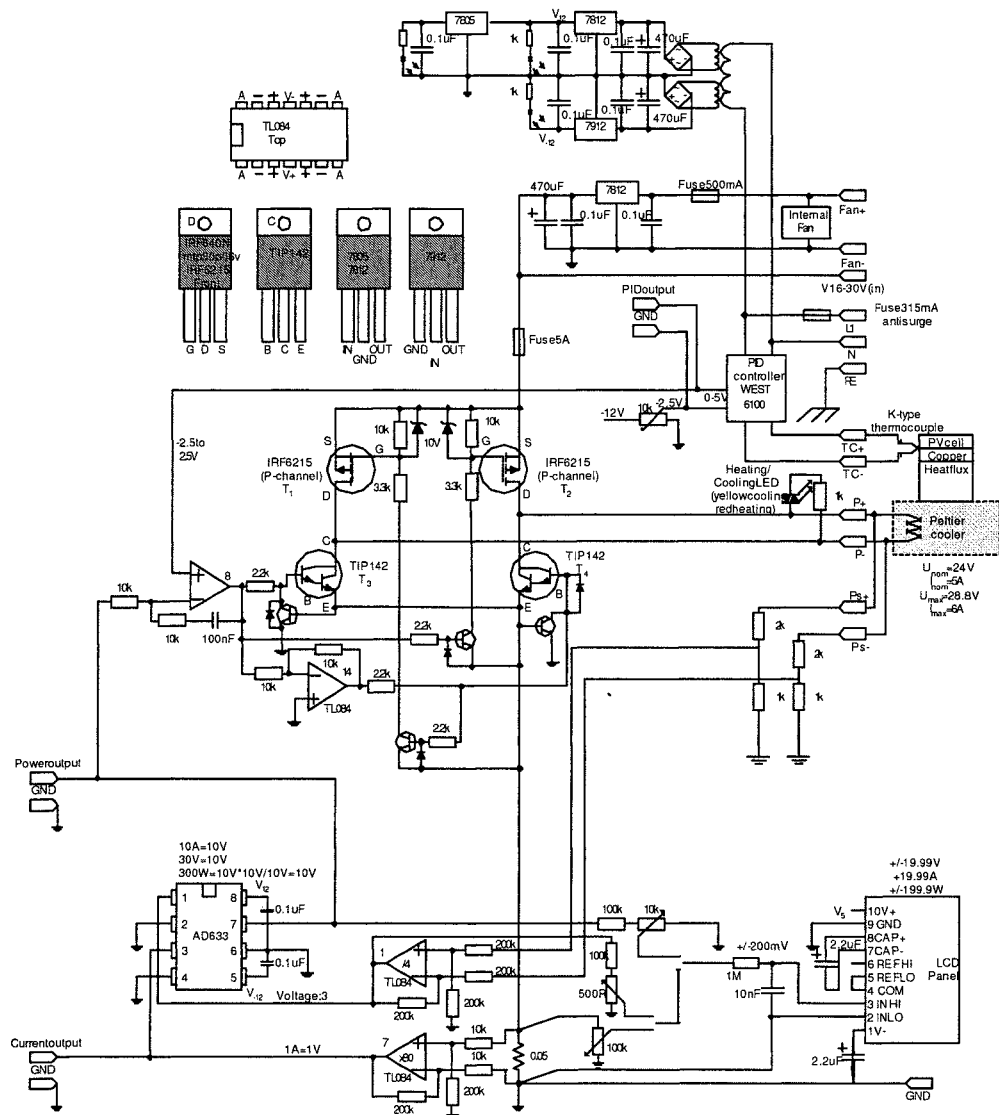 7805
V12
7812
0.1uF
1k
0.1uF
0.1uF
470uF
1k
0.1uF
0.1uF
470uF
7912
V-12
A – + V- + – A
TL084
Top
A – + V+ + – A
470uF
7812
Fuse500mA
0.1uF
0.1uF
Internal
Fan
Fan+
Fan-
V16-30V(in)
D
IRF6215
G D S
C
TIP142
B C E
7805
7812
IN OUT
GND
7912
GND OUT
IN
PIDoutput
GND
Fuse5A
Fuse315mA
antisurge
L1
N
PE
PID
controller
WEST
6100
0-5V
-2.5V
-12V
10k
K-type
thermocouple
TC+
TC-
PVcell
Copper
Heatflux
-2.5to
2.5V
S
10k
10V
10k
S
G
G
IRF6215
(P-channel)
T1
IRF6215
(P-channel)
T2
D
3.3k
3.3k
D
Heating/
CoolingLED
(yellowcooling
redheating)
1k
P+
P-
Peltier
cooler
Unom=24V
Inom=5A
Umax=28.8V
Imax=6A
C
TIP142
T3
B
E
C
TIP142
T4
B
E
8
2.2k
10k
10k
100nF
2.2k
10k
10k
14
TL084
2.2k
2.2k
Ps+
Ps-
2k
2k
1k
1k
Poweroutput
GND
10A=10V
30V=10V
300W=10V*10V/10V=10V
V12
1 8
2 7
3 6
4 5
AD633
0.1uF
0.1uF
V-12
Voltage:3
1
/4
TL084
200k
200k
200k
200k
100k
10k
100k
500R
100k
+/-200mV
1M
10nF
+/-19.99V
+19.99A
+/-199.9W
V5
10V+
9GND
8CAP+
7CAP-
6 REFHI
5 REFLO
4 COM
3 INHI
2 INLO
1V-
LCD
Panel
2.2uF
2.2uF
GND
Currentoutput
GND
1A=1V
7
x80
TL084
10k
10k
200k
200k
0.05